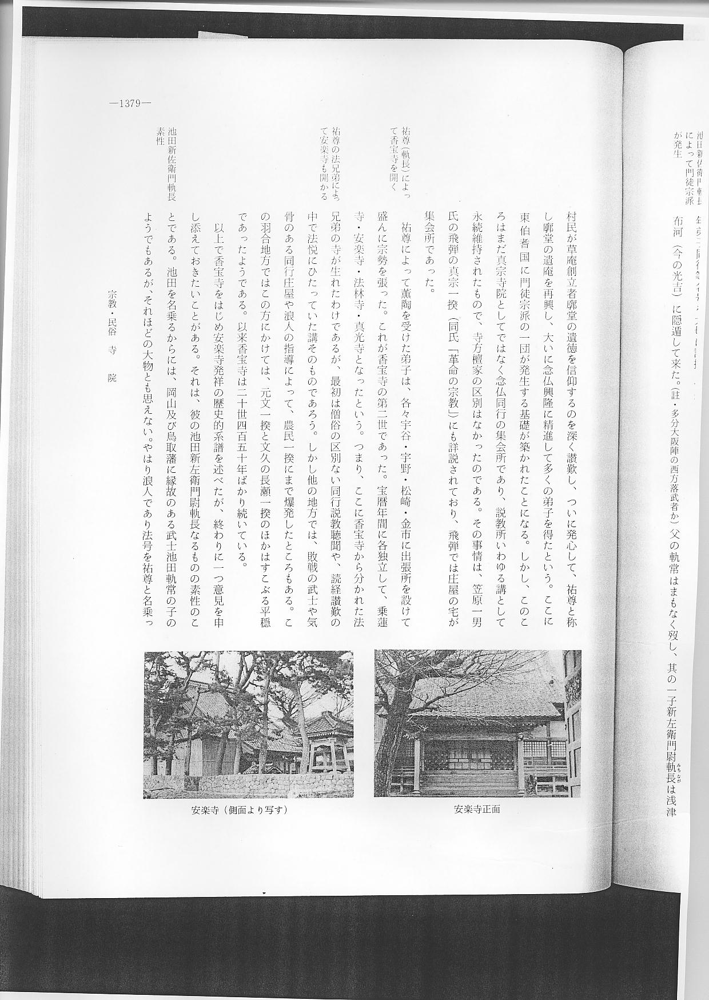 池田新佐衛門軌長
によって門徒宗派
が発生
布河（今の光吉）に隠遁して来た。（註・多分大阪陣の西方落武者か）父の軌常はまもなく歿し、其の一子新左衛門尉軌長は浅津
みちなが
村民が草庵創立者廓堂の遺徳を信仰するのを深く讃歎し、ついに発心して、祐尊と称
し廓堂の遺庵を再興し、大いに念仏興隆に精進して多くの弟子を得たという。ここに
東伯耆国に門徒宗派の一団が発生する基礎が築かれたことになる。しかし、このこ
ろはまだ真宗寺院としてではなく念仏同行の集会所であり、説教所いわゆる講として
永続維持されたもので、寺方檀家の区別はなかったのである。その事情は、笠原一男
氏の飛弾の真宗一揆（同氏「革命の宗教」）にも詳説されており、飛弾では庄屋の宅が
集会所であった。
祐尊（軌長）によっ
て香宝寺を開く
祐尊によって薫陶を受けた弟子は、各々宇谷・宇野・松崎・金市に出張所を設けて
盛んに宗勢を張った。これが香宝寺の第二世であった。宝暦年間に各独立して、乗蓮
寺・安楽寺・法林寺・真光寺となったという。つまり、ここに香宝寺から分かれた法
祐尊の法兄弟によっ
て安楽寺も開かる
兄弟の寺が生れたわけであるが、最初は僧俗の区別ない同行説教聴聞や、読経讃歎の
中で法悦にひたっていた講そのものであろう。しかし他の地方では、敗戦の武士や気
骨のある同行庄屋や浪人の指導によって、農民一揆にまで爆発したところもある。こ
の羽合地方ではこの方にかけては、元文一揆と文久の長瀬一揆のほかはすこぶる平穏
であったようである。以来香宝寺は二十世四百五十年ばかり続いている。
以上で香宝寺をはじめ安楽寺発祥の歴史的系譜を述べたが、終わりに一つ意見を申
し添えておきたいことがある。それは、彼の池田新左衛門尉軌長なるものの素性のこ
池田新佐衛門軌長
素性
とである。池田を名乗るからには、岡山及び鳥取藩に縁故のある武士池田軌常の子の
ようでもあるが、それほどの大物とも思えない。やはり浪人であり法号を祐尊と名乗っ
安楽寺正面
安楽寺（側面より写す）
宗教・民俗　寺　院
—1379—